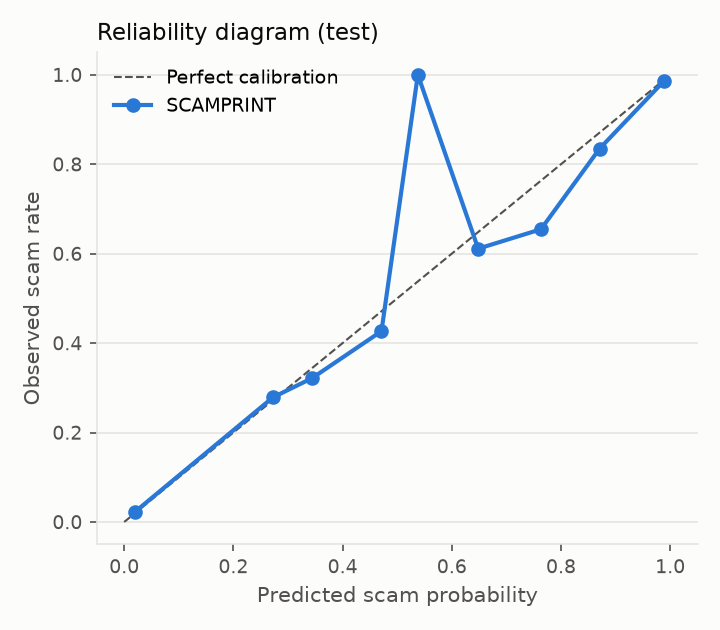 Reliability diagram (test)
Perfect calibration
SCAMPRINT
Observed scam rate
1.0
0.8
0.6
0.4
0.2
0.0
0.0 0.2 0.4 0.6 0.8 1.0
Predicted scam probability